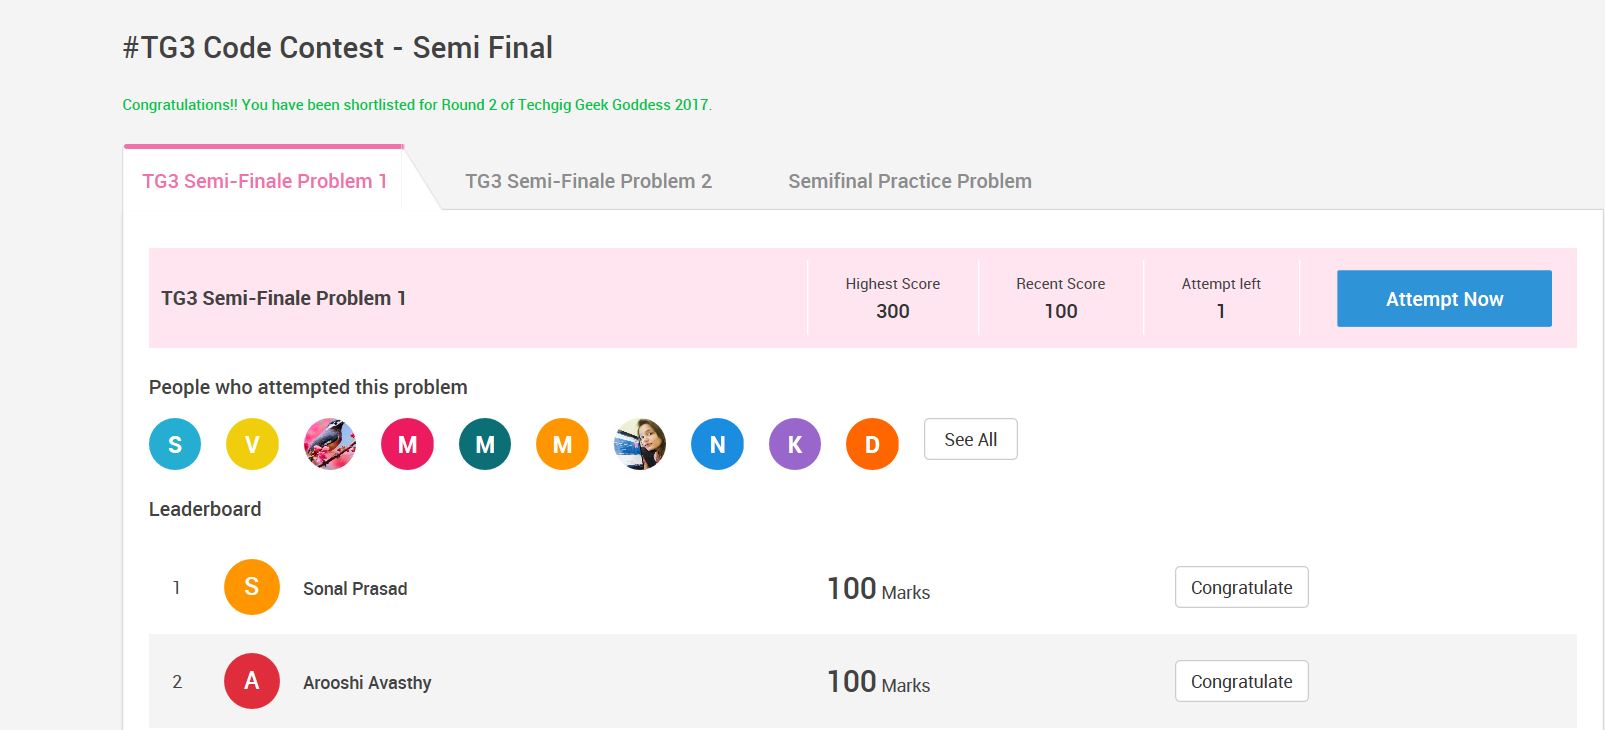 #TG3 Code Contest - Semi Final
Congratulations!! You have been shortlisted for Round 2 of Techgig Geek Goddess 2017.
TG3 Semi-Finale Problem 1
TG3 Semi-Finale Problem 2
Semifinal Practice Problem
TG3 Semi-Finale Problem 1
Highest Score
300
Recent Score
100
Attempt left
1
Attempt Now
People who attempted this problem
S V M M M N K D See All
Leaderboard
1 S Sonal Prasad 100 Marks Congratulate
2 A Arooshi Avasthy 100 Marks Congratulate